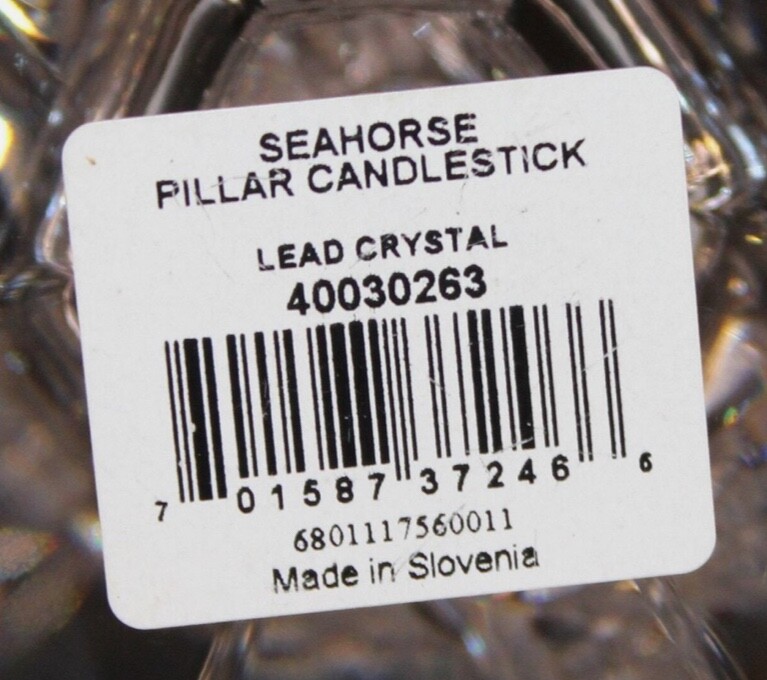 SEAHORSE
PILLAR CANDLESTICK
LEAD CRYSTAL
40030263
7 01587 37246 6
6801117560011
Made in Slovenia